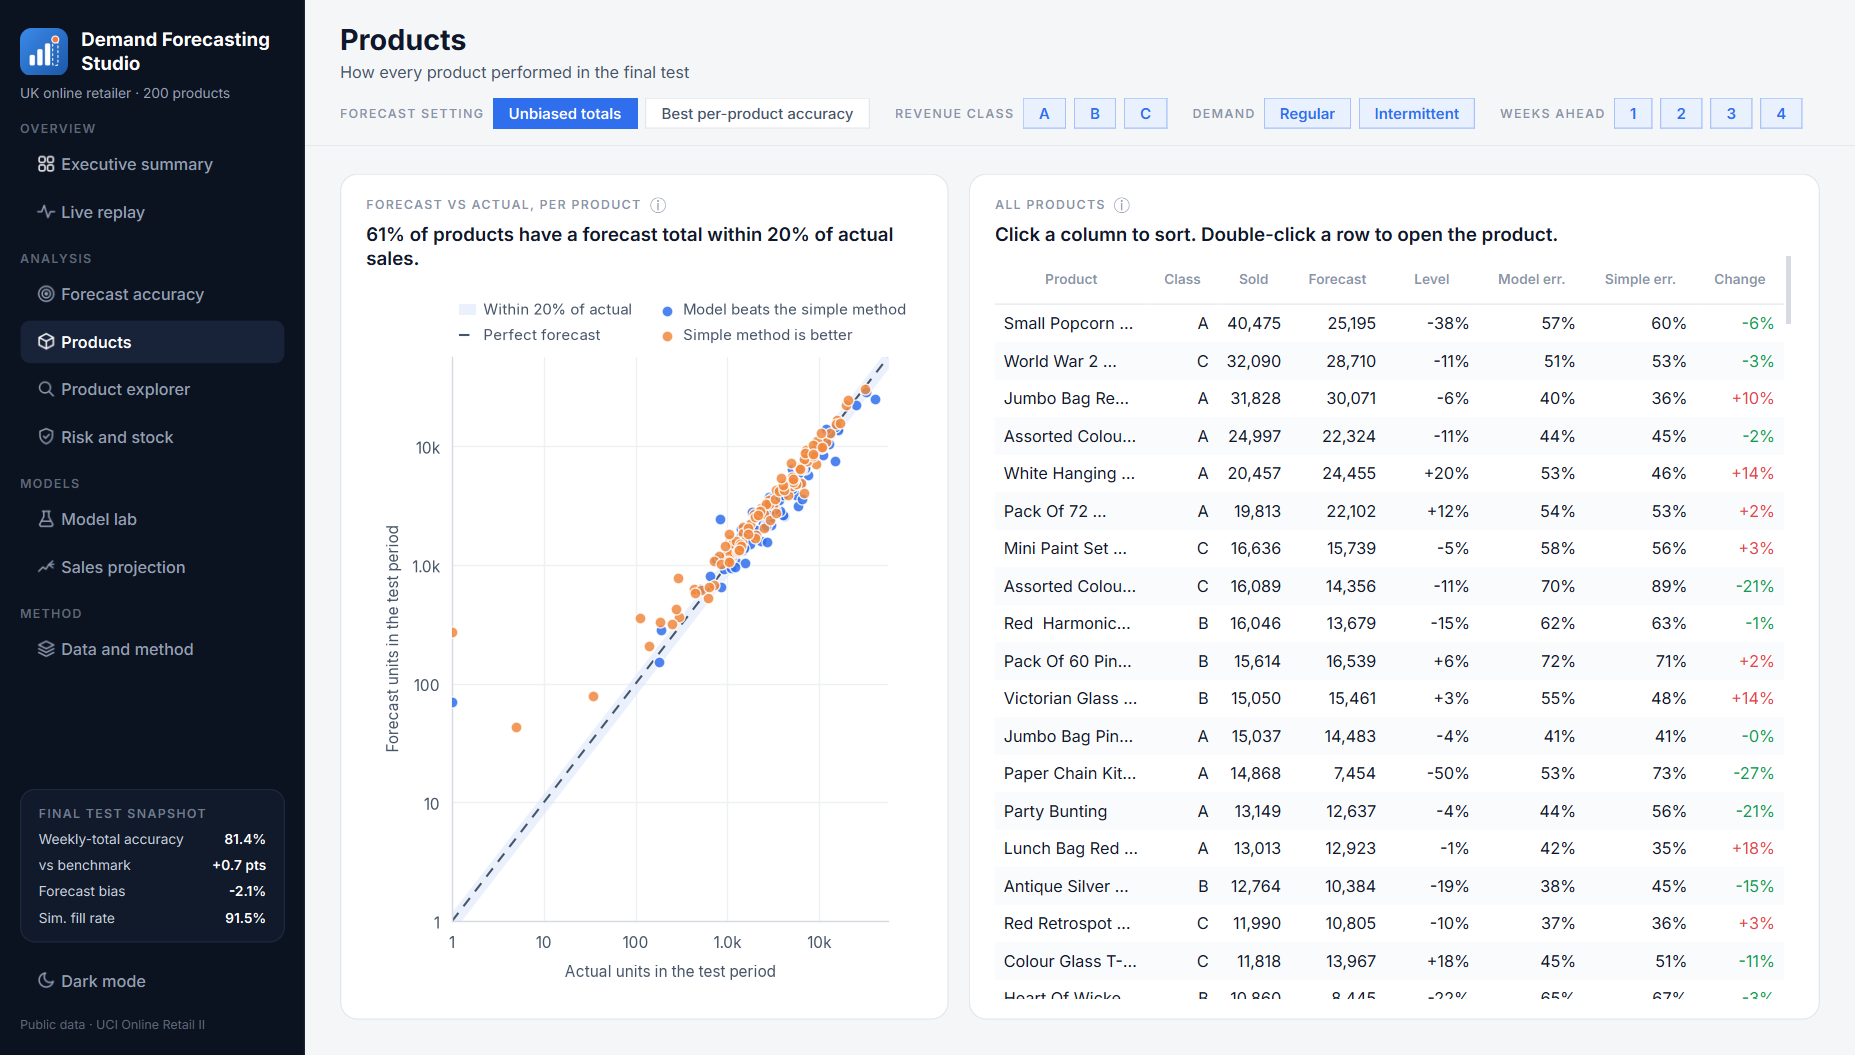 Demand Forecasting
Studio
UK online retailer · 200 products
OVERVIEW
Executive summary
Live replay
ANALYSIS
Forecast accuracy
Products
Product explorer
Risk and stock
MODELS
Model lab
Sales projection
METHOD
Data and method
FINAL TEST SNAPSHOT
Weekly-total accuracy 81.4%
vs benchmark +0.7 pts
Forecast bias -2.1%
Sim. fill rate 91.5%
Dark mode
Public data · UCI Online Retail II
Products
How every product performed in the final test
FORECAST SETTING Unbiased totals Best per-product accuracy REVENUE CLASS A B C DEMAND Regular Intermittent WEEKS AHEAD 1 2 3 4
FORECAST VS ACTUAL, PER PRODUCT
61% of products have a forecast total within 20% of actual
sales.
Within 20% of actual Model beats the simple method
Perfect forecast Simple method is better
Forecast units in the test period
10k
1.0k
100
10
1
1 10 100 1.0k 10k
Actual units in the test period
ALL PRODUCTS
Click a column to sort. Double-click a row to open the product.
Product Class Sold Forecast Level Model err. Simple err. Change
Small Popcorn ... A 40,475 25,195 -38% 57% 60% -6%
World War 2 ... C 32,090 28,710 -11% 51% 53% -3%
Jumbo Bag Re... A 31,828 30,071 -6% 40% 36% +10%
Assorted Colou... A 24,997 22,324 -11% 44% 45% -2%
White Hanging ... A 20,457 24,455 +20% 53% 46% +14%
Pack Of 72 ... A 19,813 22,102 +12% 54% 53% +2%
Mini Paint Set ... C 16,636 15,739 -5% 58% 56% +3%
Assorted Colou... C 16,089 14,356 -11% 70% 89% -21%
Red Harmonic... B 16,046 13,679 -15% 62% 63% -1%
Pack Of 60 Pin... B 15,614 16,539 +6% 72% 71% +2%
Victorian Glass ... B 15,050 15,461 +3% 55% 48% +14%
Jumbo Bag Pin... A 15,037 14,483 -4% 41% 41% -0%
Paper Chain Kit... A 14,868 7,454 -50% 53% 73% -27%
Party Bunting A 13,149 12,637 -4% 44% 56% -21%
Lunch Bag Red ... A 13,013 12,923 -1% 42% 35% +18%
Antique Silver ... B 12,764 10,384 -19% 38% 45% -15%
Red Retrospot ... C 11,990 10,805 -10% 37% 36% +3%
Colour Glass T-... C 11,818 13,967 +18% 45% 51% -11%
Heart Of Wicke... B 10,860 8,445 -22% 65% 67% -3%